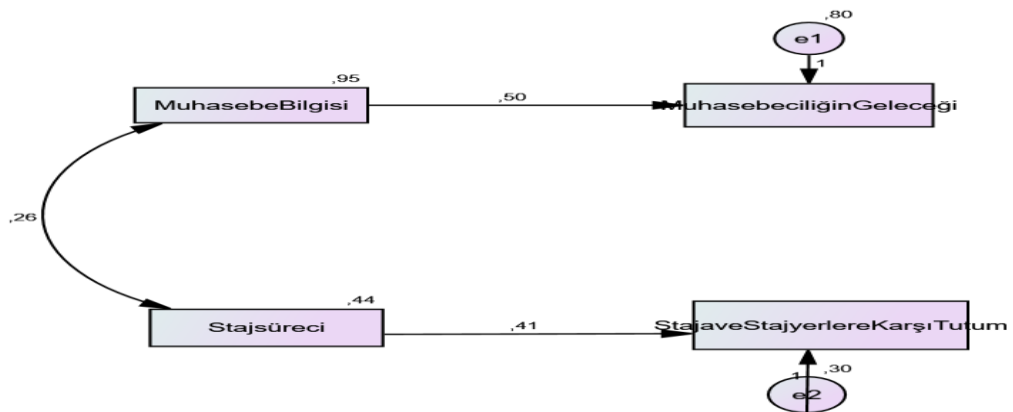 ,80
e1
1
,95
MuhasebeBilgisi
,50
MuhasebeciliğinGeleceği
,26
,44
Stajsüreci
,41
StajaveStajyerlereKarşıTutum
1
,30
e2